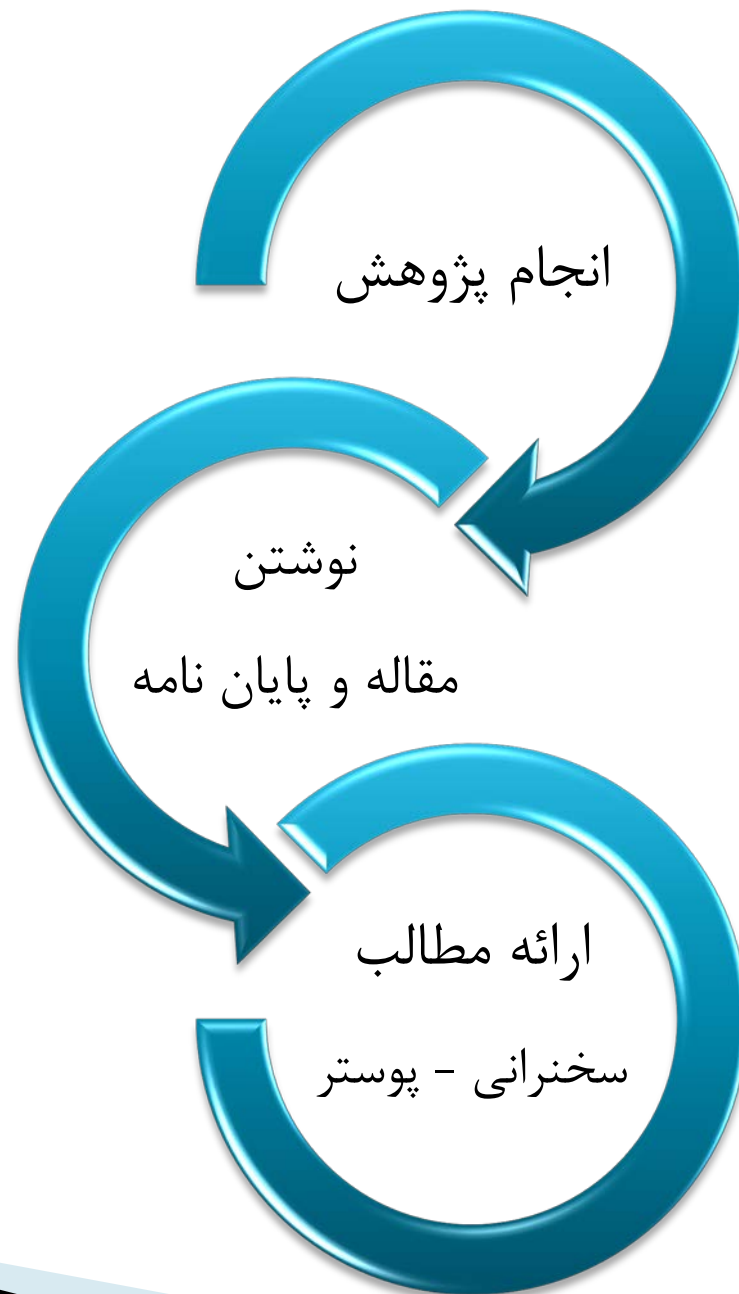 انجام پژوهش
نوشتن
مقاله و پایان نامه
ارائه مطالب
سخنرانی - پوستر